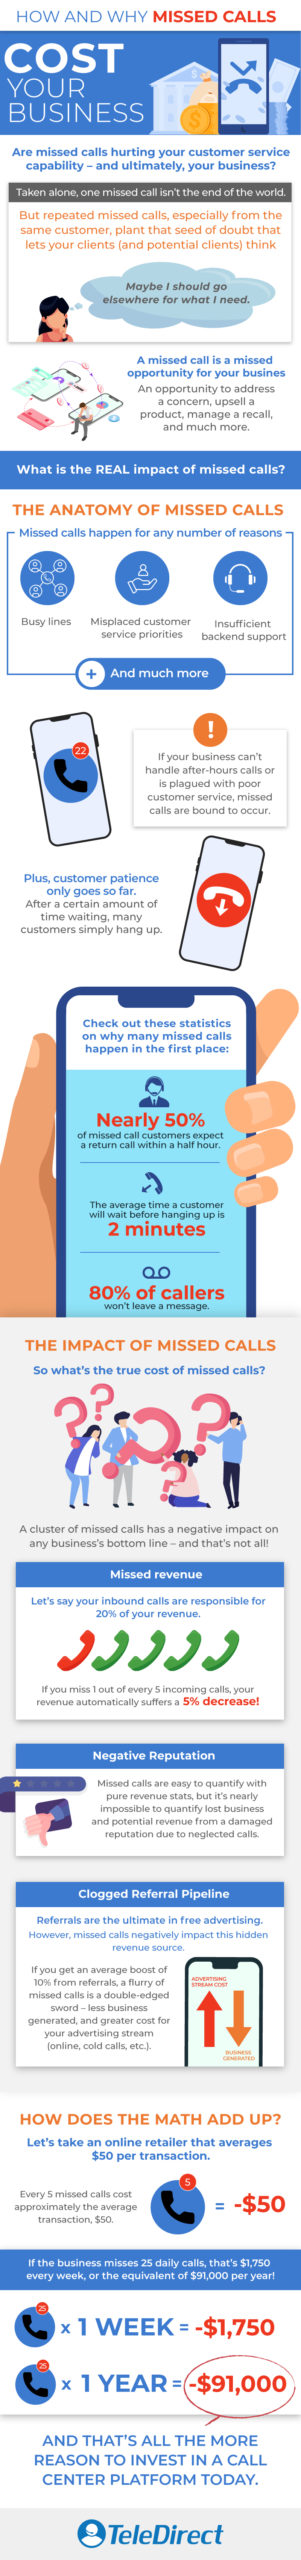 HOW AND WHY MISSED CALLS
COST
YOUR
BUSINESS
Are missed calls hurting your customer service
capability – and ultimately, your business?
Taken alone, one missed call isn't the end of the world.
But repeated missed calls, especially from the
same customer, plant that seed of doubt that
lets your clients (and potential clients) think
Maybe I should go
elsewhere for what I need.
A missed call is a missed
opportunity for your busines
An opportunity to address
a concern, upsell a
product, manage a recall,
and much more.
What is the REAL impact of missed calls?
THE ANATOMY OF MISSED CALLS
Missed calls happen for any number of reasons
Busy lines
Misplaced customer
service priorities
Insufficient
backend support
+ And much more
22
!
If your business can't
handle after-hours calls or
is plagued with poor
customer service, missed
calls are bound to occur.
Plus, customer patience
only goes so far.
After a certain amount of
time waiting, many
customers simply hang up.
Check out these statistics
on why many missed calls
happen in the first place:
Nearly 50%
of missed call customers expect
a return call within a half hour.
The average time a customer
will wait before hanging up is
2 minutes
80% of callers
won't leave a message.
THE IMPACT OF MISSED CALLS
So what's the true cost of missed calls?
A cluster of missed calls has a negative impact on
any business's bottom line – and that's not all!
Missed revenue
Let's say your inbound calls are responsible for
20% of your revenue.
If you miss 1 out of every 5 incoming calls, your
revenue automatically suffers a 5% decrease!
Negative Reputation
Missed calls are easy to quantify with
pure revenue stats, but it's nearly
impossible to quantify lost business
and potential revenue from a damaged
reputation due to neglected calls.
Clogged Referral Pipeline
Referrals are the ultimate in free advertising.
However, missed calls negatively impact this hidden
revenue source.
If you get an average boost of
10% from referrals, a flurry of
missed calls is a double-edged
sword – less business
generated, and greater cost for
your advertising stream
(online, cold calls, etc.).
ADVERTISING
STREAM COST
BUSINESS
GENERATED
HOW DOES THE MATH ADD UP?
Let's take an online retailer that averages
$50 per transaction.
Every 5 missed calls cost
approximately the average
transaction, $50.
5
= -$50
If the business misses 25 daily calls, that's $1,750
every week, or the equivalent of $91,000 per year!
25
x 1 WEEK = -$1,750
25
x 1 YEAR = -$91,000
AND THAT'S ALL THE MORE
REASON TO INVEST IN A CALL
CENTER PLATFORM TODAY.
TeleDirect